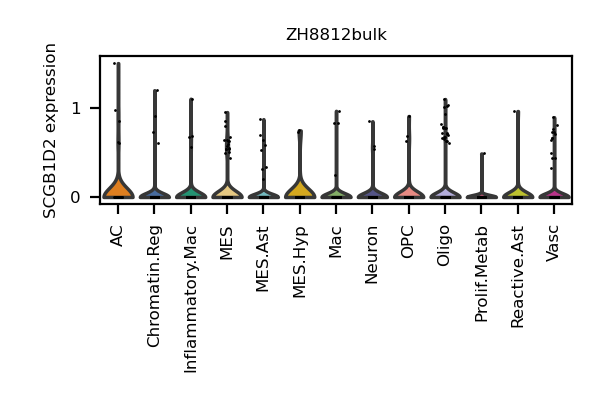 ZH8812bulk
SCGB1D2 expression
1
0
AC
Chromatin.Reg
Inflammatory.Mac
MES
MES.Ast
MES.Hyp
Mac
Neuron
OPC
Oligo
Prolif.Metab
Reactive.Ast
Vasc